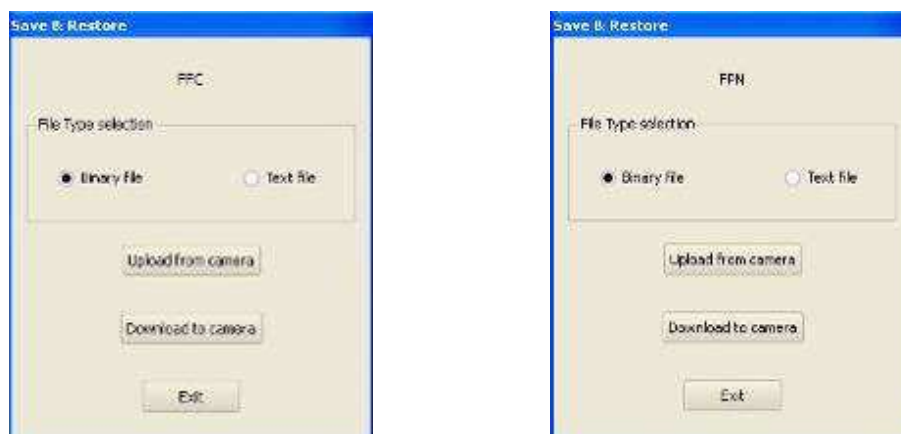 Save & Restore
FFC
File Type selection
Binary file
Text file
Upload from camera
Download to camera
Exit
Save & Restore
FPN
File Type selection
Binary file
Text file
Upload from camera
Download to camera
Exit